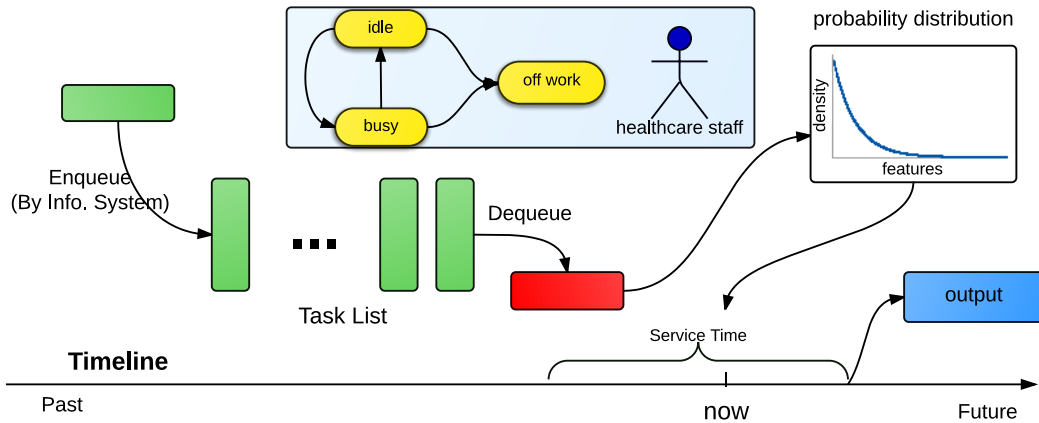 probability distribution
idle
off work
busy
healthcare staff
density
features
Enqueue
(By Info. System)
Dequeue
Task List
output
Service Time
Timeline
Past
now
Future